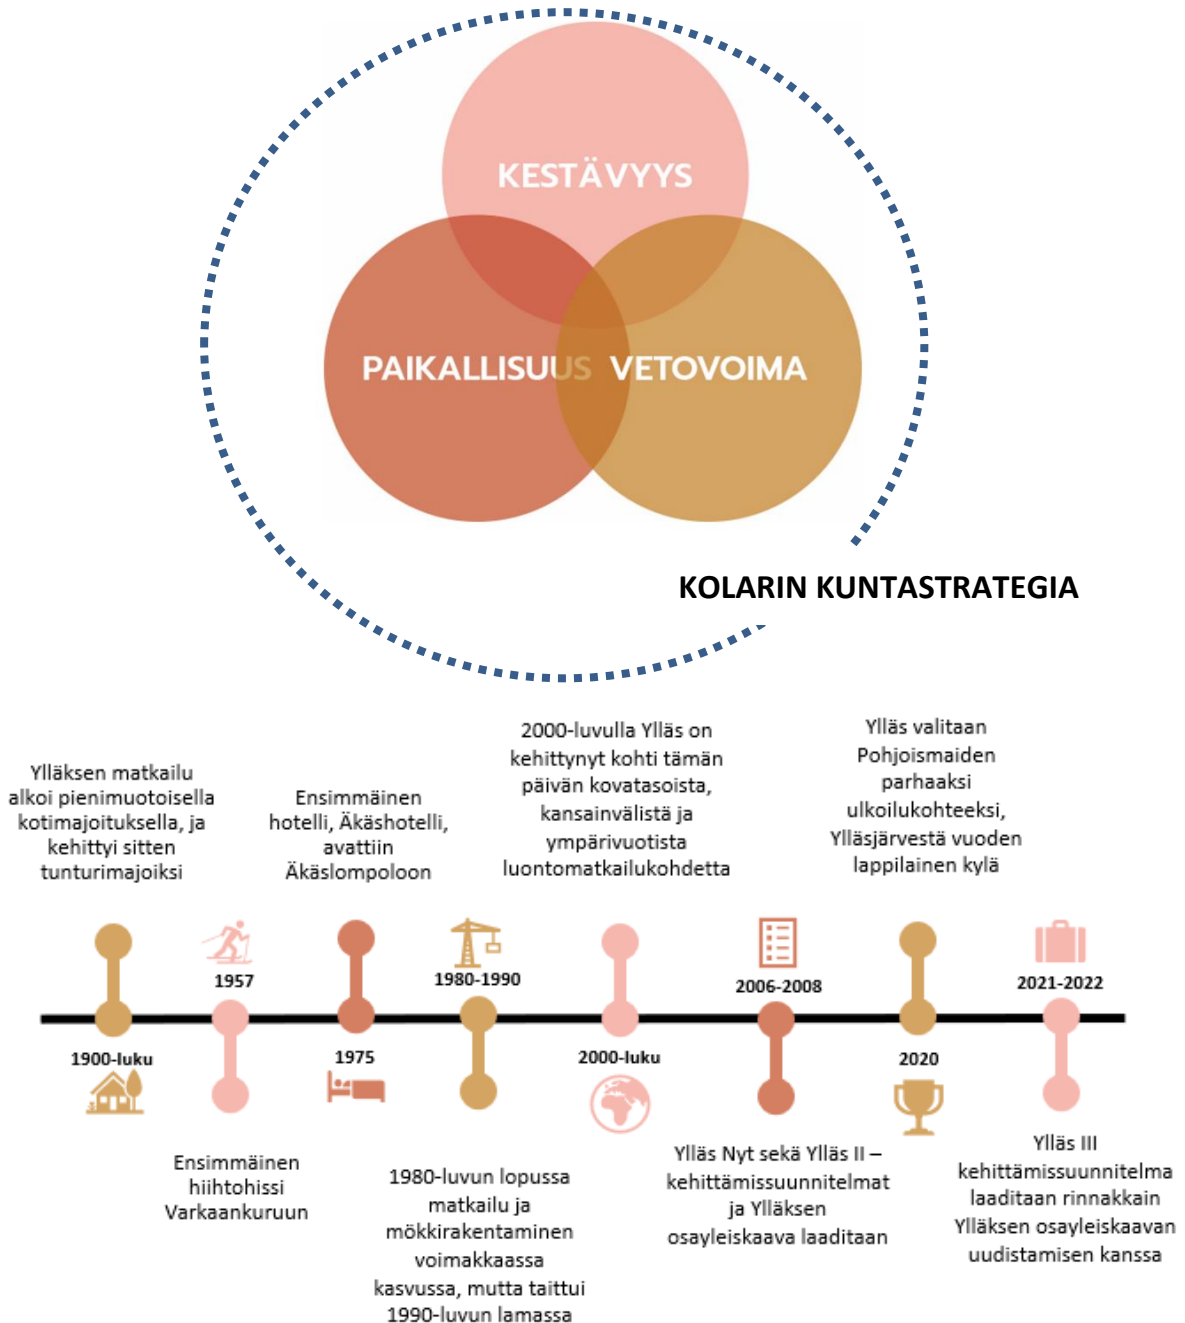 KESTÄVYYS
PAIKALLISUUS
VETOVOIMA
KOLARIN KUNTASTRATEGIA
Ylläksen matkailu
alkoi pienimuotoisella
kotimajoituksella, ja
kehittyi sitten
tunturimajoiksi
1900-luku
1957
Ensimmäinen
hiihtohissi
Varkaankuruun
Ensimmäinen
hotelli, Äkäshotelli,
avattiin
Äkäslompoloon
1975
1980-1990
1980-luvun lopussa
matkailu ja
mökkirakentaminen
voimakkaassa
kasvussa, mutta taittui
1990-luvun lamassa
2000-luvulla Ylläs on
kehittynyt kohti tämän
päivän kovatasoista,
kansainvälistä ja
ympärivuotista
luontomatkailukohdetta
2000-luku
2006-2008
Ylläs Nyt sekä Ylläs II –
kehittämissuunnitelmat
ja Ylläksen
osayleiskaava laaditaan
Ylläs valitaan
Pohjoismaiden
parhaaksi
ulkoilukohteeksi,
Ylläsjärvestä vuoden
lappilainen kylä
2020
2021-2022
Ylläs III
kehittämissuunnitelma
laaditaan rinnakkain
Ylläksen osayleiskaavan
uudistamisen kanssa